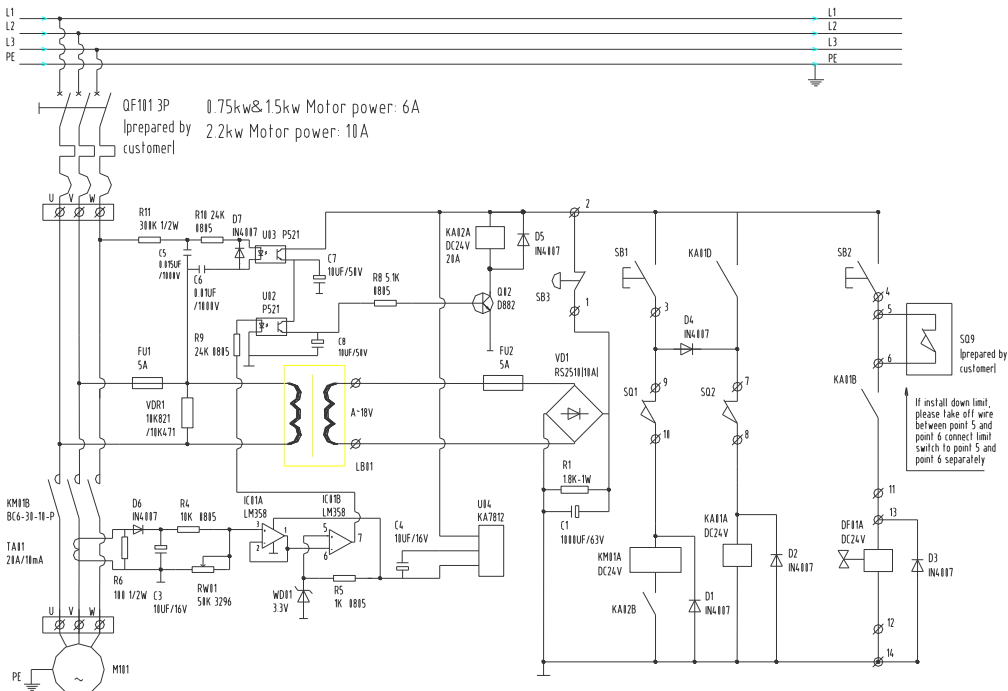 L1
L2
L3
PE
L1
L2
L3
PE
QF101 3P
|prepared by
customer|
0.75kw&1.5kw Motor power: 6A
2.2kw Motor power: 10A
U V W
R11
300K 1/2W
R10 24K
0805
D7
IN4007
U03 P521
C5
0.015UF
/1000V
C6
0.01UF
/1000V
C7
10UF/50V
U02
P521
R9
24K 0805
C8
10UF/50V
R8 5.1K
0805
KA02A
DC24V
20A
D5
IN4007
Q02
D882
SB3
2
1
SB1
3
KA01D
D4
IN4007
SB2
4
5
6
SQ9
|prepared by
customer|
KA01B
If install down limit,
please take off wire
between point 5 and
point 6 connect limit
switch to point 5 and
point 6 separately
FU1
5A
VDR1
10K821
/10K471
A~18V
LB01
FU2
5A
VD1
RS2510|10A|
SQ1
9
10
SQ2
7
8
R1
1.8K-1W
C1
1000UF/63V
11
13
DF01A
DC24V
D3
IN4007
12
14
KM01B
BC6-30-10-P
TA01
20A/10mA
D6
IN4007
R4
10K 0805
R6
100 1/2W
C3
10UF/16V
RW01
50K 3296
IC01A
LM358
3
2
1
IC01B
LM358
5
6
7
WD01
3.3V
R5
1K 0805
C4
10UF/16V
U04
KA7812
KM01A
DC24V
KA02B
D1
IN4007
KA01A
DC24V
D2
IN4007
U V W
PE
M101
~